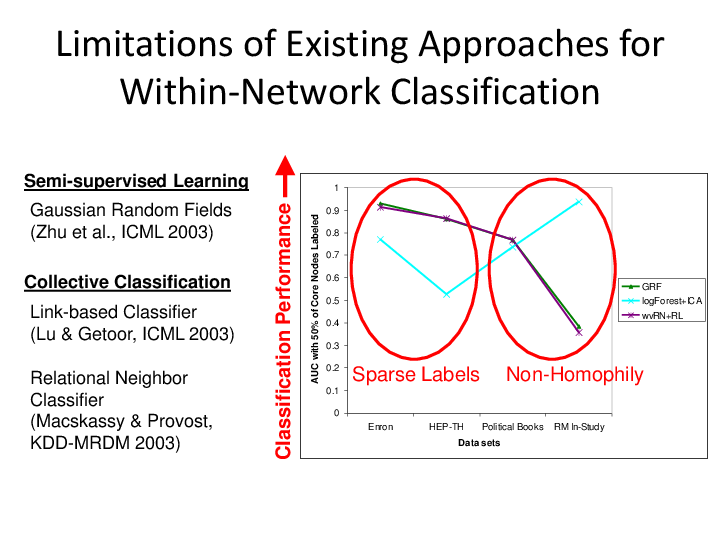 Limitations of Existing Approaches for
Within-Network Classification
Semi-supervised Learning
Gaussian Random Fields
(Zhu et al., ICML 2003)
Collective Classification
Link-based Classifier
(Lu & Getoor, ICML 2003)
Relational Neighbor
Classifier
(Macskassy & Provost,
KDD-MRDM 2003)
Classification Performance
AUC with 50% of Core Nodes Labeled
1
0.9
0.8
0.7
0.6
0.5
0.4
0.3
0.2
0.1
0
Sparse Labels
Non-Homophily
Enron
HEP-TH
Political Books
RM In-Study
Data sets
GRF
logForest+ICA
wvRN+RL